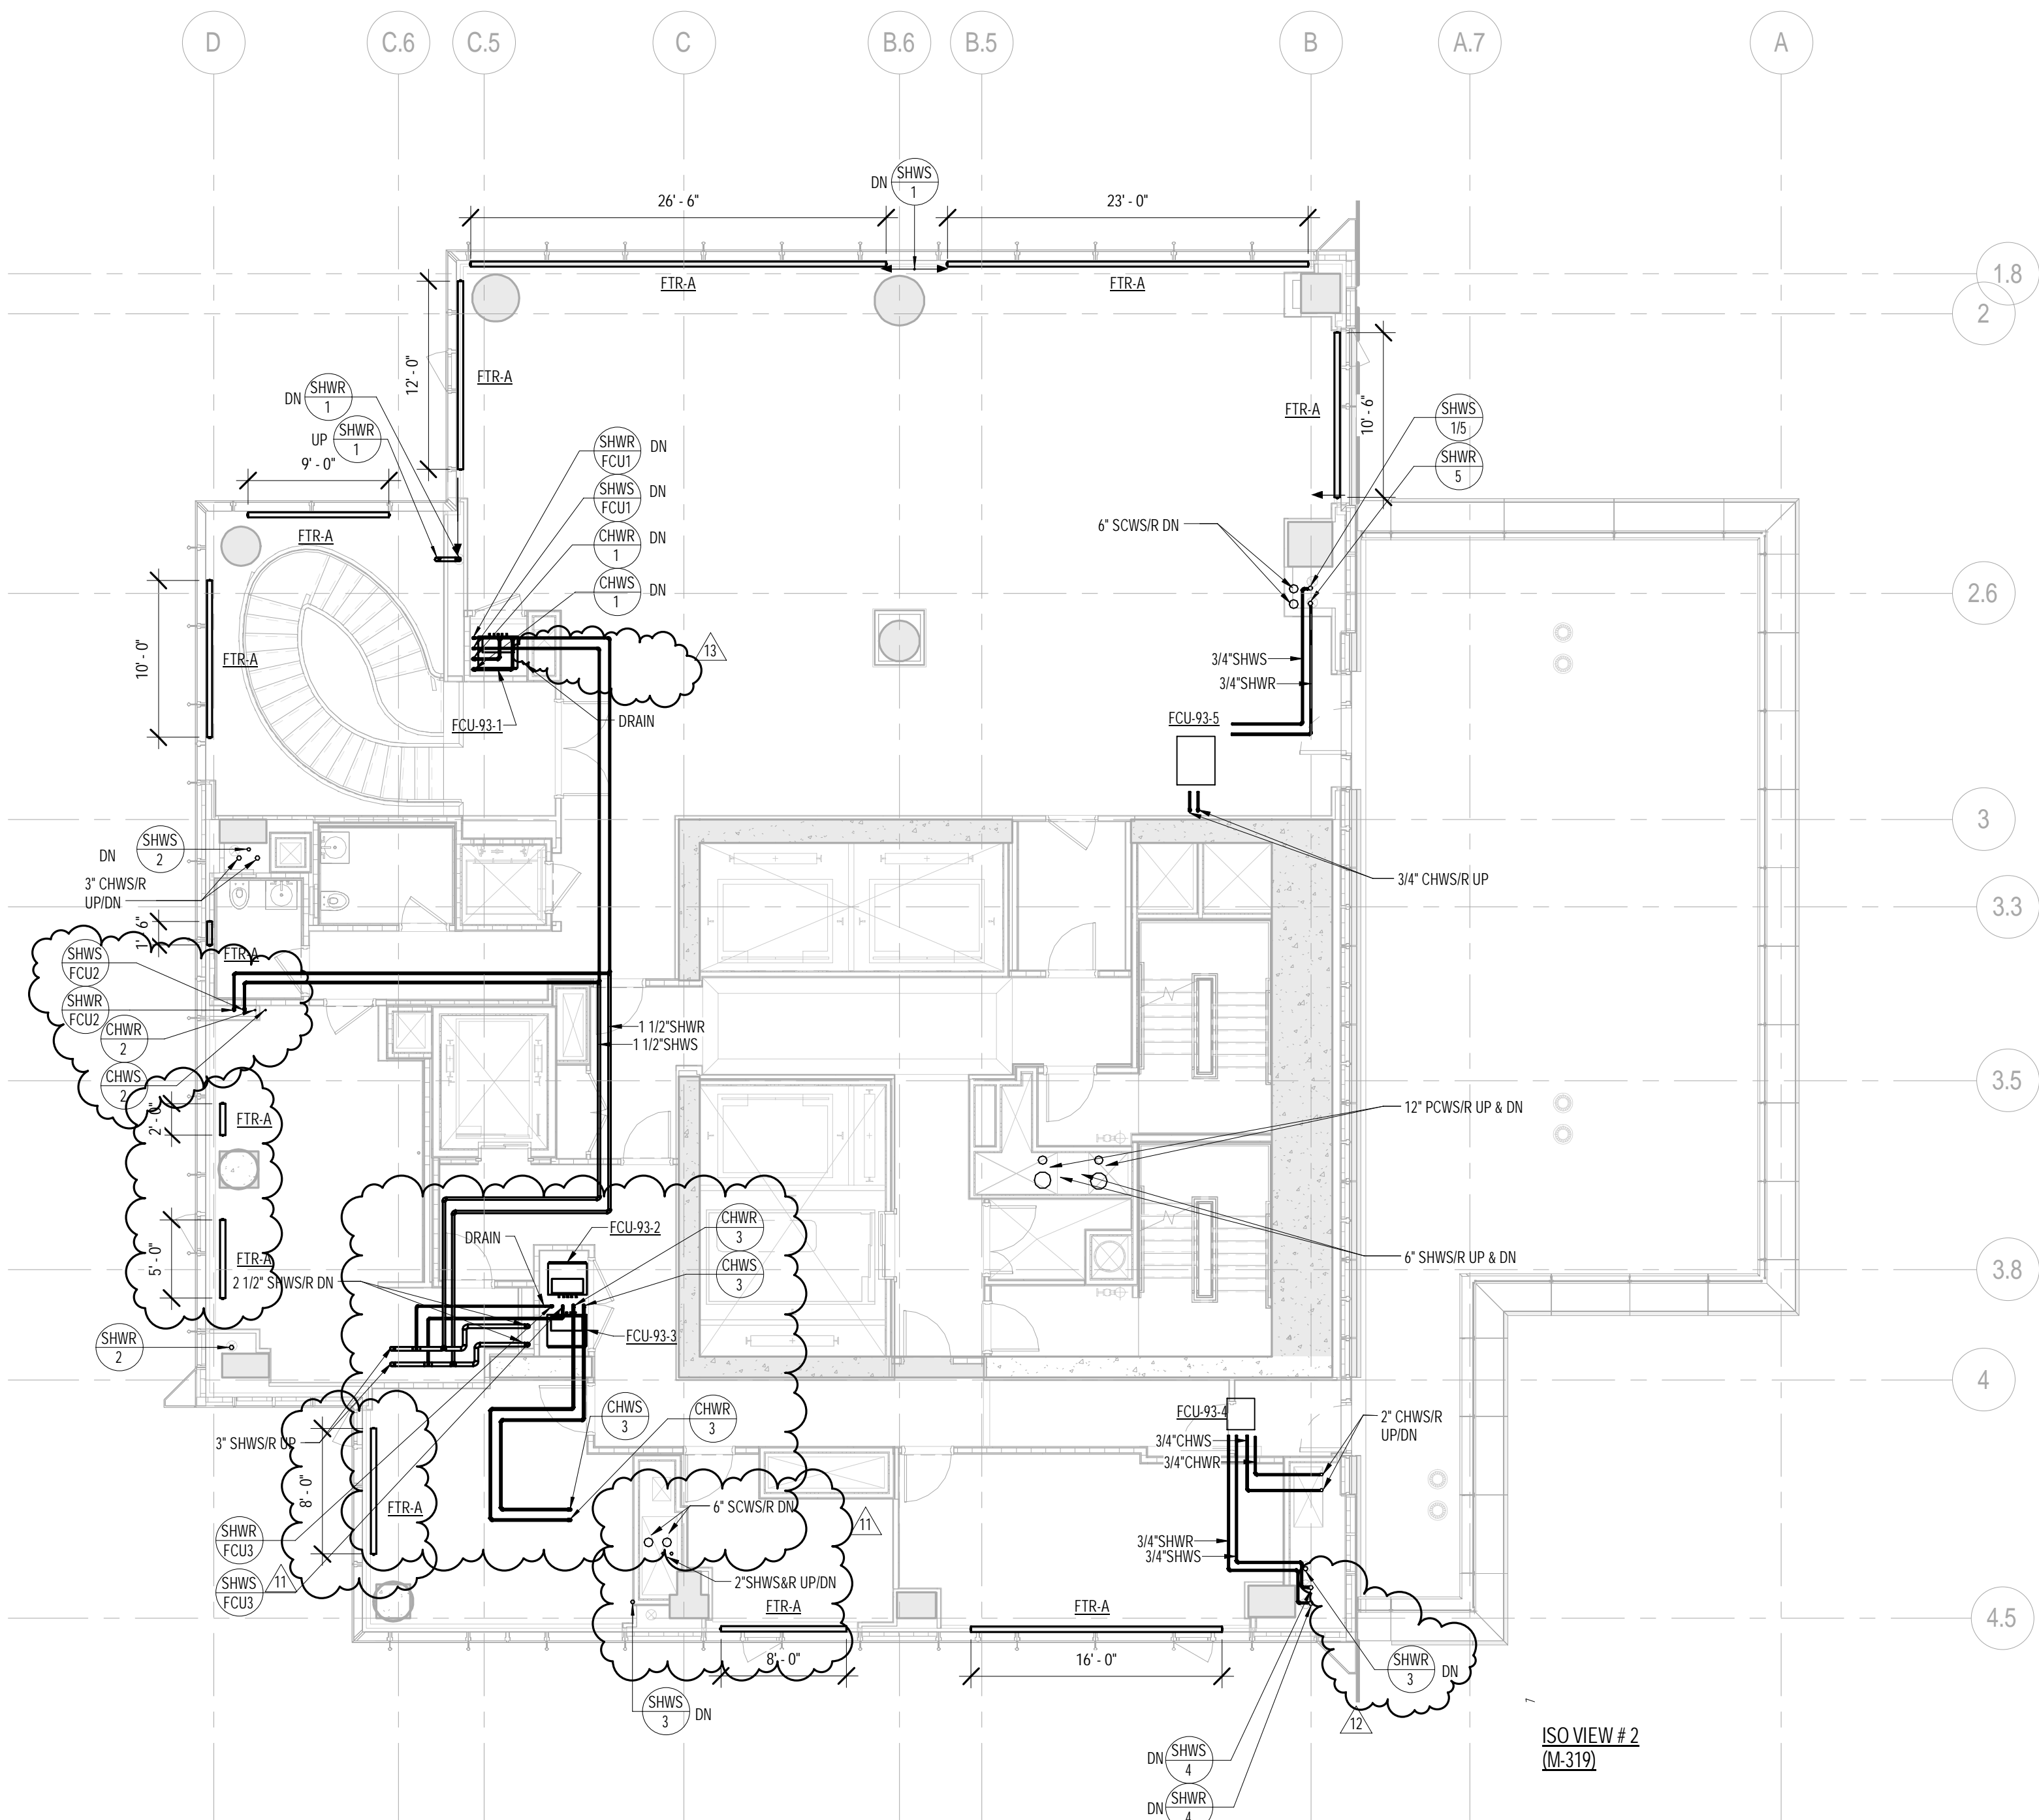 D
C.6
C.5
C
B.6
B.5
B
A.7
A
SHWS
1
DN
26' - 6"
23' - 0"
FTR-A
FTR-A
1.8
2
12' - 0"
FTR-A
SHWR
1
DN
UP
SHWR
1
9' - 0"
FTR-A
SHWR
FCU1
DN
SHWS
FCU1
DN
CHWR
1
DN
CHWS
1
DN
FTR-A
10' - 6"
SHWS
1/5
SHWR
5
6" SCWS/R DN
2.6
10' - 0"
FTR-A
13
3/4"SHWS
3/4"SHWR
FCU-93-1
DRAIN
FCU-93-5
3
SHWS
2
DN
3" CHWS/R
UP/DN
3/4" CHWS/R UP
3.3
1' - 6"
FTR-A
SHWS
FCU2
SHWR
FCU2
CHWR
2
CHWS
2
1 1/2"SHWR
1 1/2"SHWS
3.5
2' - 0"
FTR-A
12" PCWS/R UP & DN
5' - 0"
FTR-A
DRAIN
FCU-93-2
CHWR
3
CHWS
3
6" SHWS/R UP & DN
3.8
2 1/2" SHWS/R DN
FCU-93-3
SHWR
2
4
3" SHWS/R UP
8' - 0"
FTR-A
CHWS
3
CHWR
3
FCU-93-4
2" CHWS/R
UP/DN
3/4"CHWS
3/4"CHWR
6" SCWS/R DN
11
SHWR
FCU3
SHWS
FCU3
11
3/4"SHWR
3/4"SHWS
2"SHWS&R UP/DN
FTR-A
FTR-A
4.5
8' - 0"
16' - 0"
SHWR
3
DN
SHWS
3
DN
12
7
ISO VIEW # 2
(M-319)
DN
SHWS
4
DN
SHWR
4